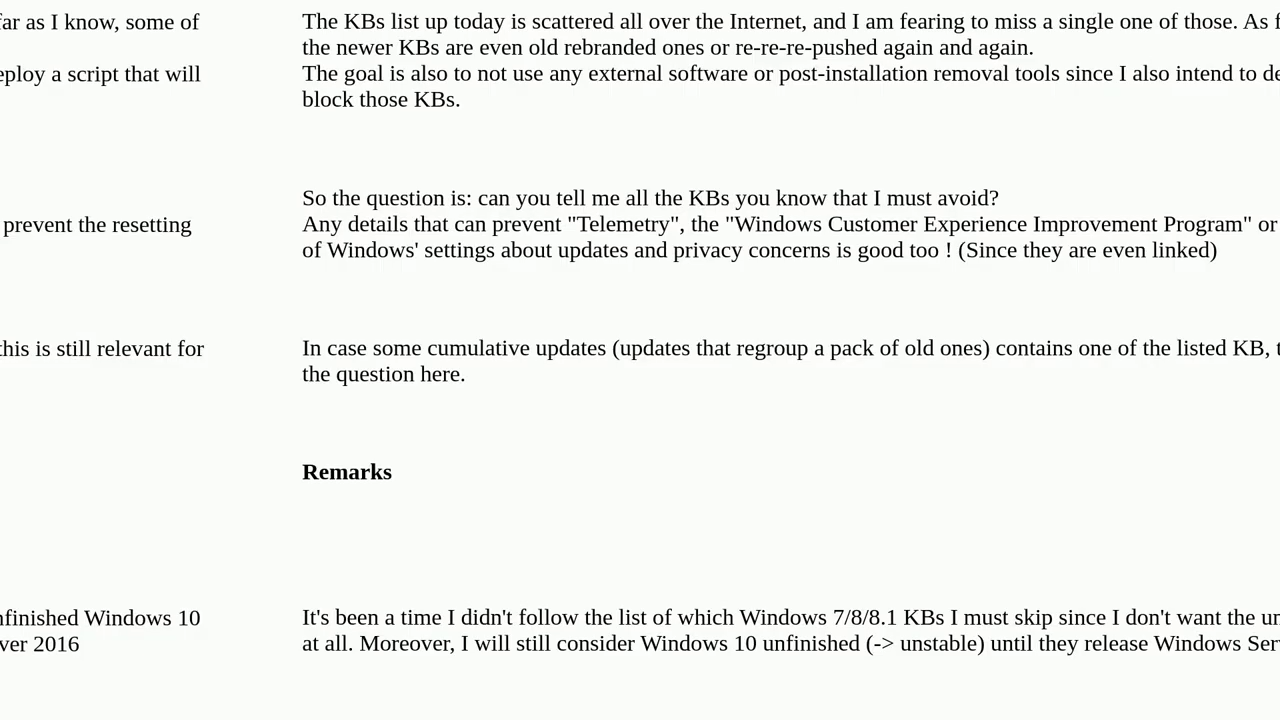 far as I know, some of
eploy a script that will
prevent the resetting
this is still relevant for
nfinished Windows 10
ver 2016
The KBs list up today is scattered all over the Internet, and I am fearing to miss a single one of those. As f
the newer KBs are even old rebranded ones or re-re-re-pushed again and again.
The goal is also to not use any external software or post-installation removal tools since I also intend to de
block those KBs.
So the question is: can you tell me all the KBs you know that I must avoid?
Any details that can prevent "Telemetry", the "Windows Customer Experience Improvement Program" or
of Windows' settings about updates and privacy concerns is good too ! (Since they are even linked)
In case some cumulative updates (updates that regroup a pack of old ones) contains one of the listed KB, t
the question here.
Remarks
It's been a time I didn't follow the list of which Windows 7/8/8.1 KBs I must skip since I don't want the un
at all. Moreover, I will still consider Windows 10 unfinished (-> unstable) until they release Windows Ser